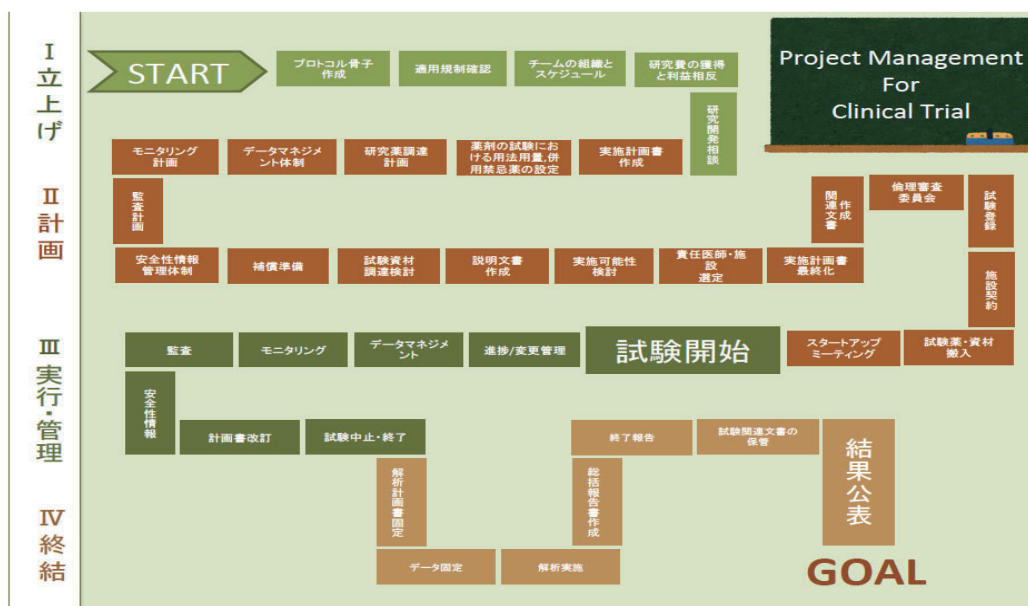 I
立
上
げ
II
計
画
III
実
行
・
管
理
IV
終
結
START
プロトコル骨子
作成
適用規制確認
チームの組織と
スケジュール
研究費の獲得
と利益相反
研究開発相談
Project Management
For
Clinical Trial
実施計画書
作成
薬剤の試験にお
ける用法用量,併
用禁忌薬の設定
研究薬調達
計画
データマネジメ
ント体制
モニタリング
計画
監査計画
安全性情報
管理体制
補償準備
試験資材
調達検討
説明文書
作成
実施可能性
検討
責任医師・施
設
選定
実施計画書
最終化
関連文書
作成
倫理審査
委員会
試験登録
施設契約
試験薬・資材
搬入
スタートアップ
ミーティング
試験開始
進捗/変更管理
データマネジメ
ント
モニタリング
監査
安全性情報
計画書改訂
試験中止・終了
解析計画書固定
データ固定
解析実施
総括報告書作成
終了報告
試験関連文書の
保管
結果公表
GOAL